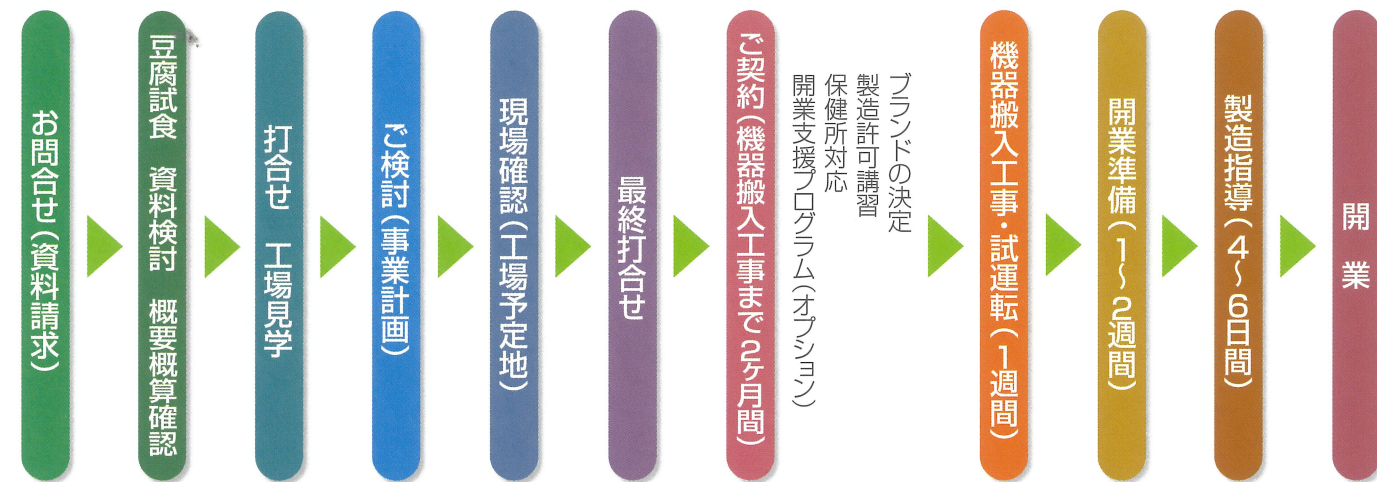 お問合せ(資料請求)
豆腐試食 資料検討 概要概算確認
打合せ 工場見学
ご検討(事業計画)
現場確認(工場予定地)
最終打合せ
ご契約(機器搬入工事まで2ヶ月間)
ブランドの決定
製造許可講習
保健所対応
開業支援プログラム(オプション)
機器搬入工事・試運転(1週間)
開業準備(1〜2週間)
製造指導(4〜6日間)
開業